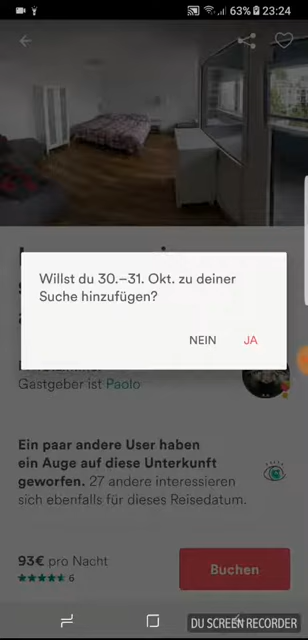 63% 23:24
Willst du 30.–31. Okt. zu deiner
Suche hinzufügen?
NEIN JA
Gastgeber ist Paolo
Ein paar andere User haben
ein Auge auf diese Unterkunft
geworfen. 27 andere interessieren
sich ebenfalls für dieses Reisedatum.
93€ pro Nacht
6
Buchen
DU SCREEN RECORDER